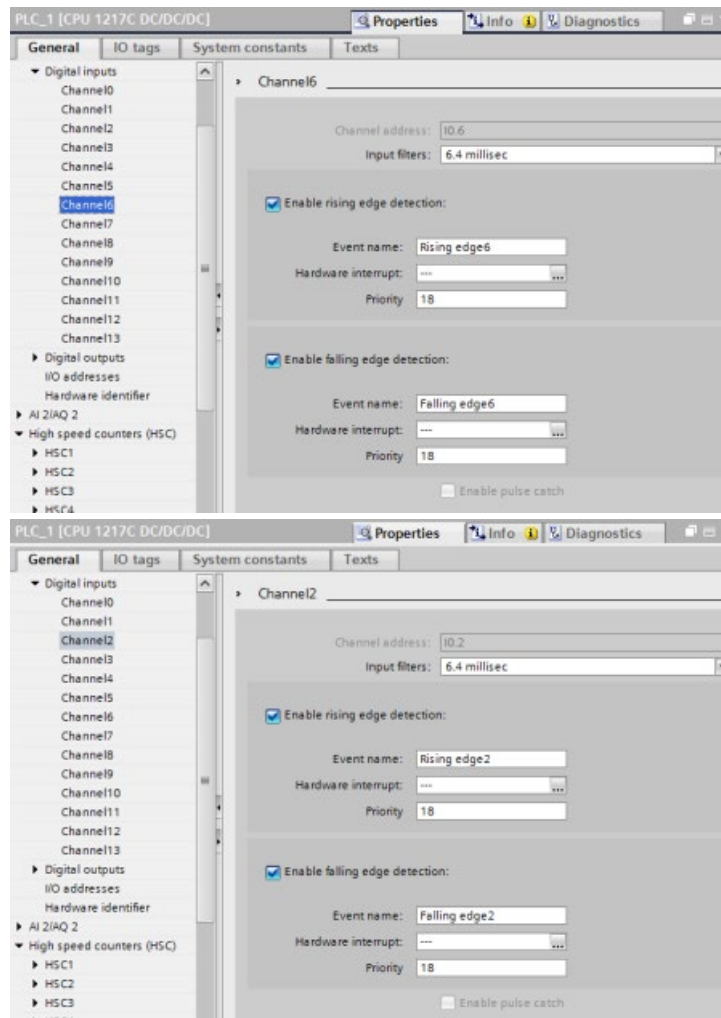 PLC_1 [CPU 1217C DC/DC/DC]
Properties
Info
Diagnostics
General
IO tags
System constants
Texts
Digital inputs
Channel0
Channel1
Channel2
Channel3
Channel4
Channel5
Channel6
Channel7
Channel8
Channel9
Channel10
Channel11
Channel12
Channel13
Digital outputs
I/O addresses
Hardware identifier
AI 2/AQ 2
High speed counters (HSC)
HSC1
HSC2
HSC3
HSC4
Channel6
Channel address: I0.6
Input filters: 6.4 millisec
Enable rising edge detection:
Event name: Rising edge6
Hardware interrupt: --- ...
Priority 18
Enable falling edge detection:
Event name: Falling edge6
Hardware interrupt: --- ...
Priority 18
Enable pulse catch
PLC_1 [CPU 1217C DC/DC/DC]
Properties
Info
Diagnostics
General
IO tags
System constants
Texts
Digital inputs
Channel0
Channel1
Channel2
Channel3
Channel4
Channel5
Channel6
Channel7
Channel8
Channel9
Channel10
Channel11
Channel12
Channel13
Digital outputs
I/O addresses
Hardware identifier
AI 2/AQ 2
High speed counters (HSC)
HSC1
HSC2
HSC3
Channel2
Channel address: I0.2
Input filters: 6.4 millisec
Enable rising edge detection:
Event name: Rising edge2
Hardware interrupt: --- ...
Priority 18
Enable falling edge detection:
Event name: Falling edge2
Hardware interrupt: --- ...
Priority 18
Enable pulse catch